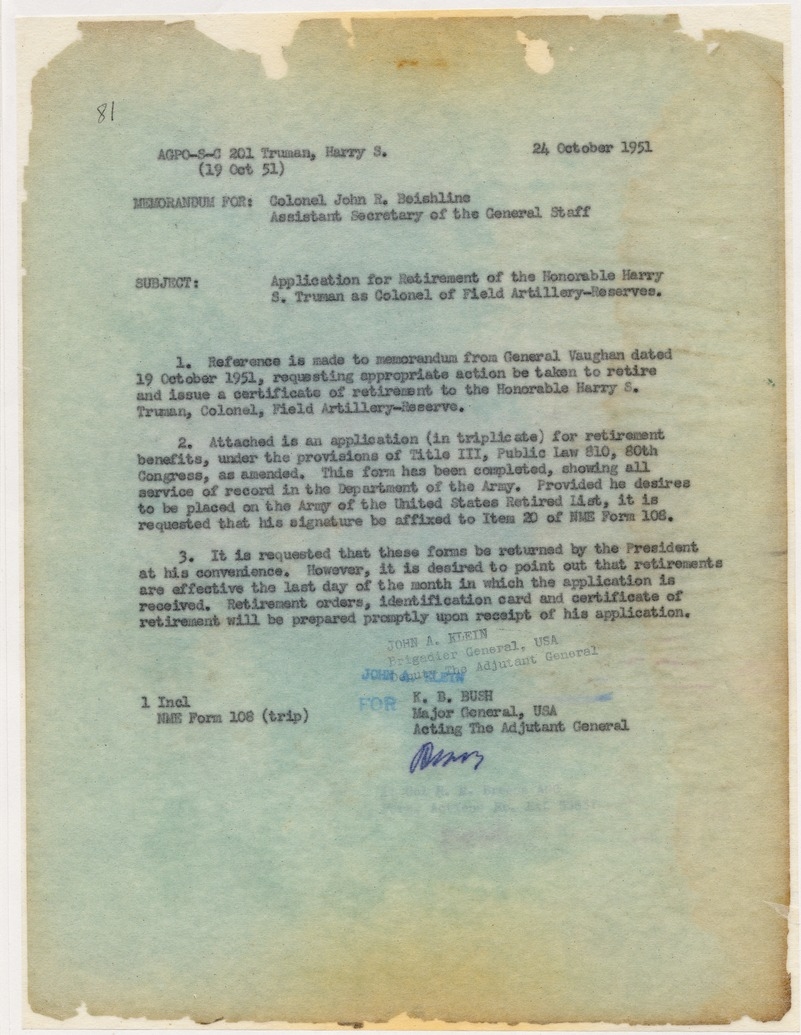 81
AGPO-S-C 201 Truman, Harry S. 24 October 1951
(19 Oct 51)
MEMORANDUM FOR: Colonel John R. Beishline
Assistant Secretary of the General Staff
SUBJECT: Application for Retirement of the Honorable Harry
S. Truman as Colonel of Field Artillery-Reserves.
1. Reference is made to memorandum from General Vaughan dated
19 October 1951, requesting appropriate action be taken to retire
and issue a certificate of retirement to the Honorable Harry S.
Truman, Colonel, Field Artillery-Reserve.
2. Attached is an application (in triplicate) for retirement
benefits, under the provisions of Title III, Public Law 810, 80th
Congress, as amended. This form has been completed, showing all
service of record in the Department of the Army. Provided he desires
to be placed on the Army of the United States Retired List, it is
requested that his signature be affixed to Item 20 of NME Form 108.
3. It is requested that these forms be returned by the President
at his convenience. However, it is desired to point out that retirements
are effective the last day of the month in which the application is
received. Retirement orders, identification card and certificate of
retirement will be prepared promptly upon receipt of his application.
JOHN A. KLEIN
Brigadier General, USA
Deputy The Adjutant General
JOHN A. KLEIN
FOR K. B. BUSH
1 Incl Major General, USA
NME Form 108 (trip) Acting The Adjutant General